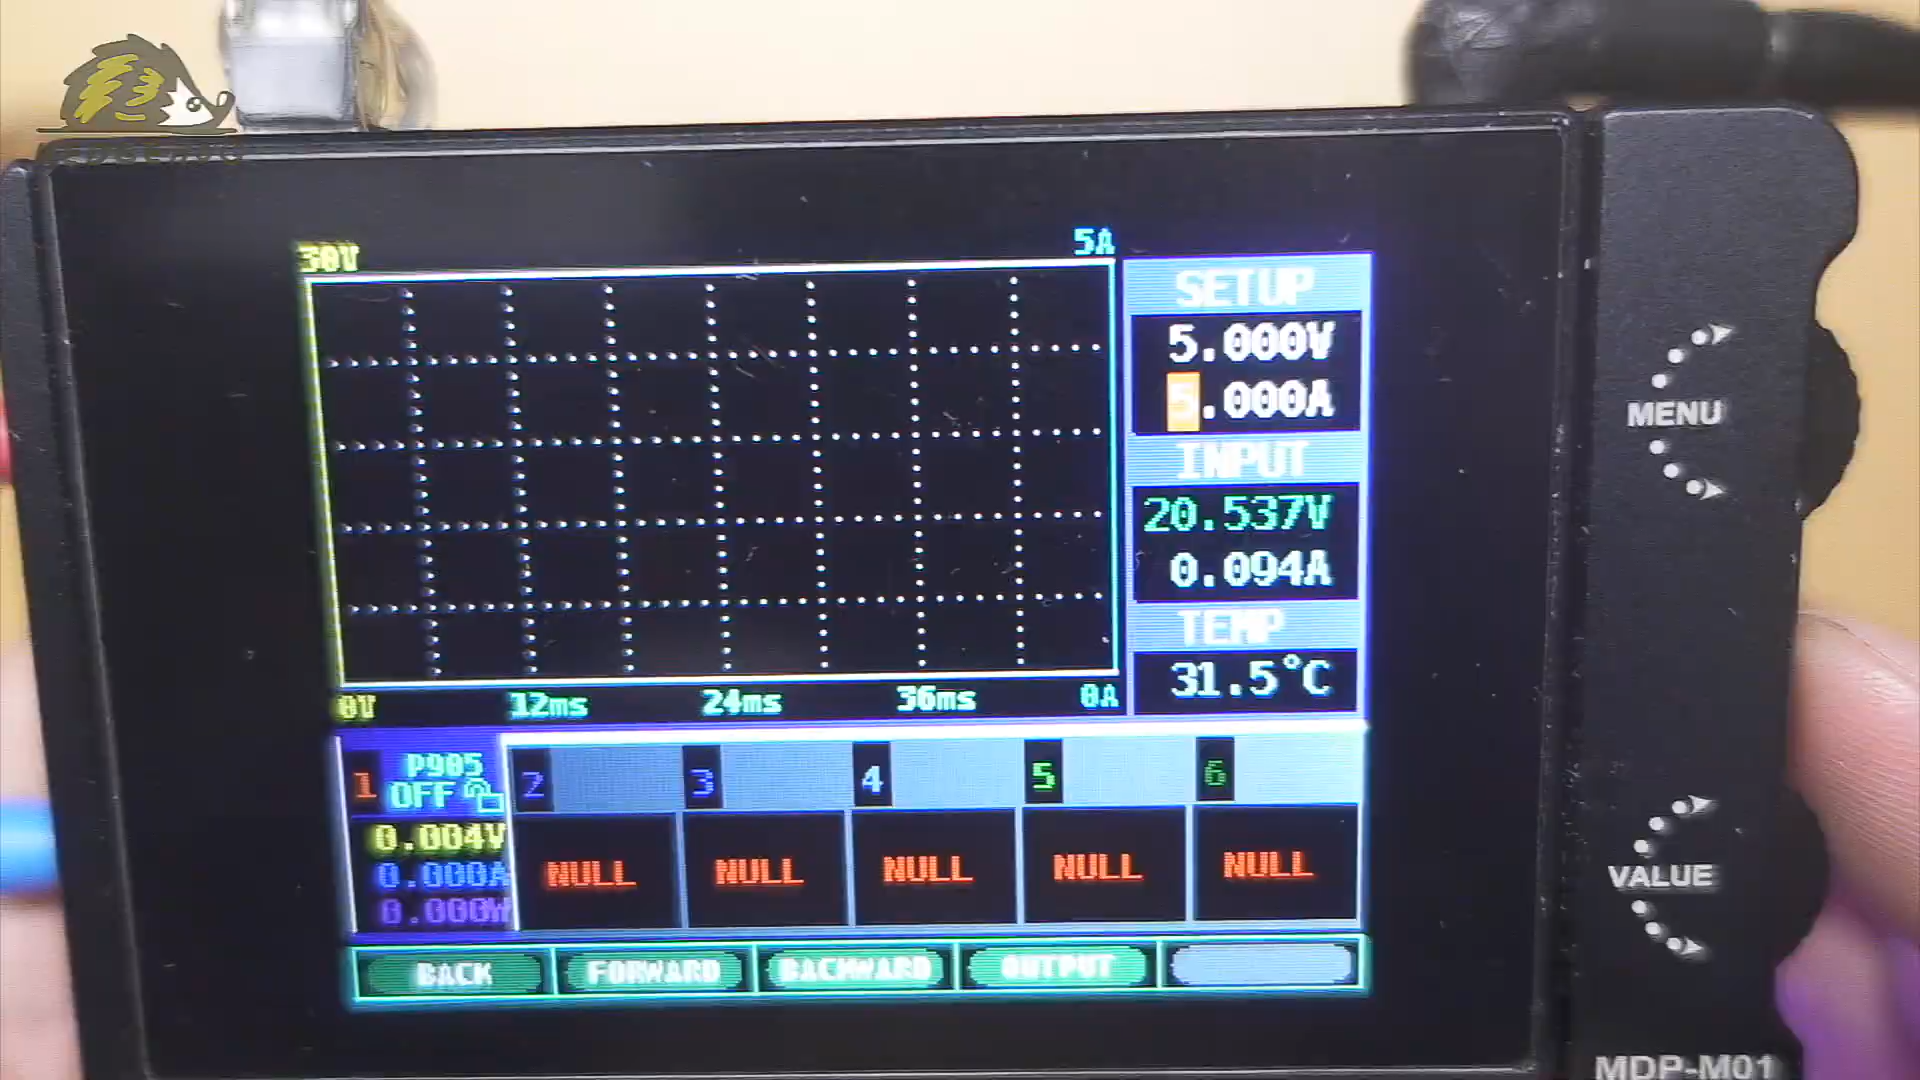 30V 5A
SETUP
5.000V
5.000A
INPUT
20.537V
0.094A
TEMP
31.5°C
0V 12ms 24ms 36ms 0A
1 P905 2 3 4 5 6
OFF
0.004V
0.000A NULL NULL NULL NULL NULL
0.000W
BACK FORWARD BACKWARD OUTPUT
MENU
VALUE
MDP-M01